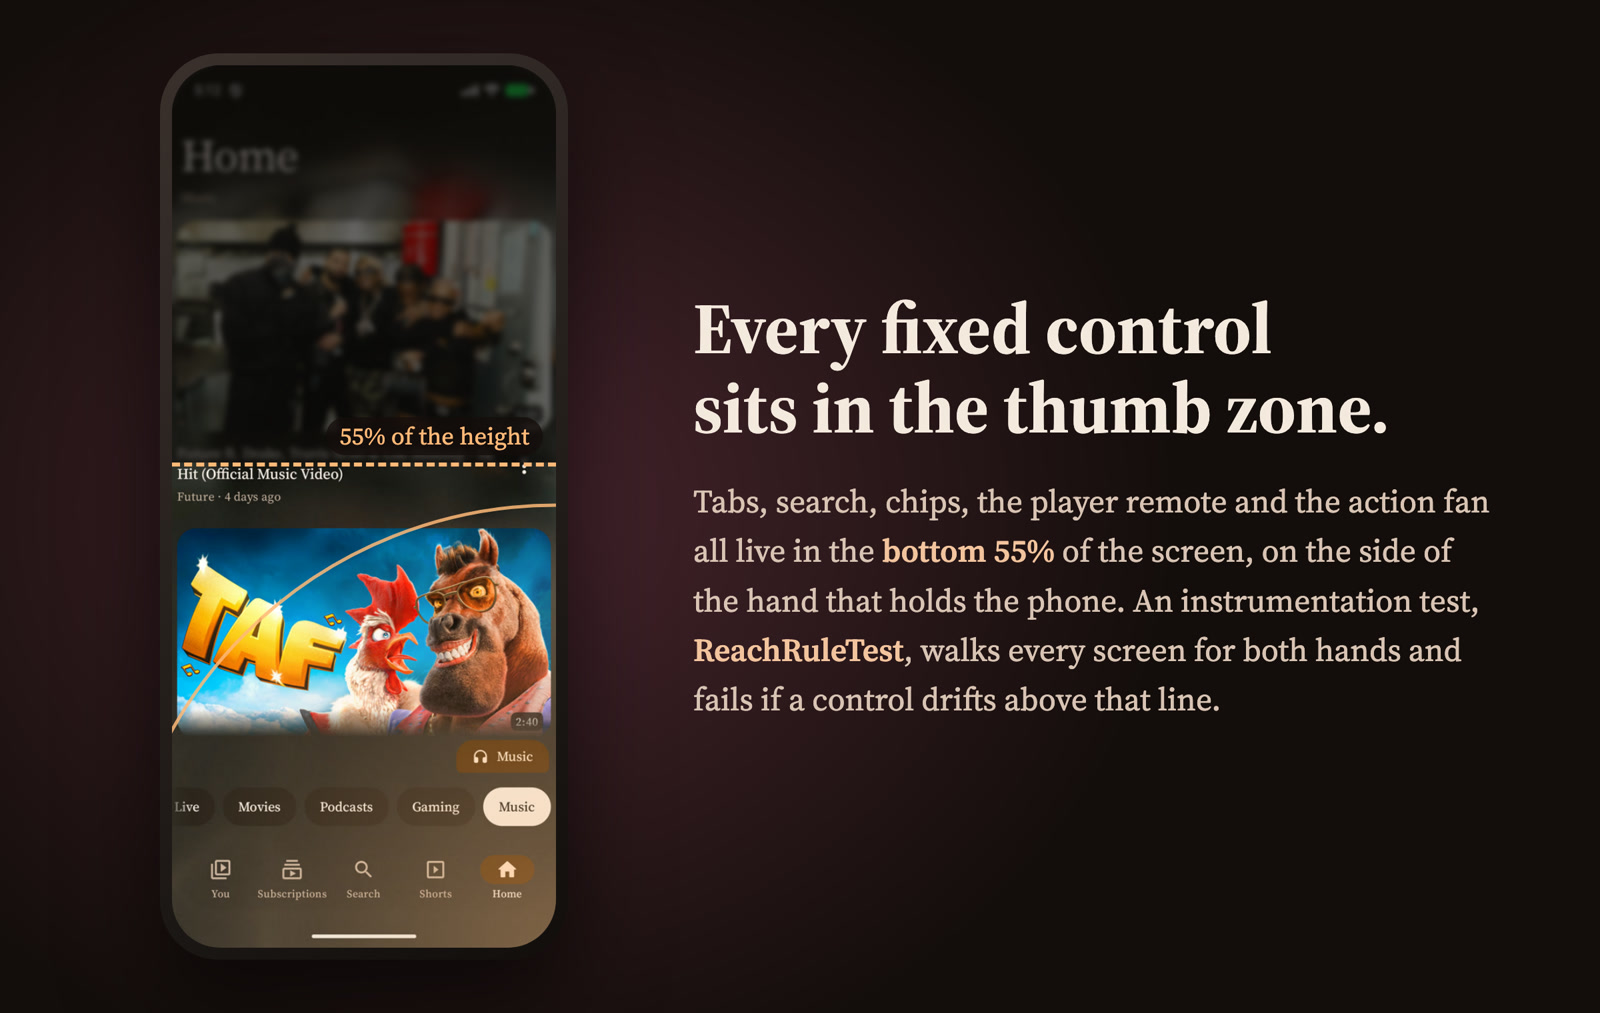 Home
55% of the height
Hit (Official Music Video)
Future · 4 days ago
TAF
2:40
Music
Live
Movies
Podcasts
Gaming
Music
You
Subscriptions
Search
Shorts
Home
Every fixed control
sits in the thumb zone.
Tabs, search, chips, the player remote and the action fan
all live in the bottom 55% of the screen, on the side of
the hand that holds the phone. An instrumentation test,
ReachRuleTest, walks every screen for both hands and
fails if a control drifts above that line.